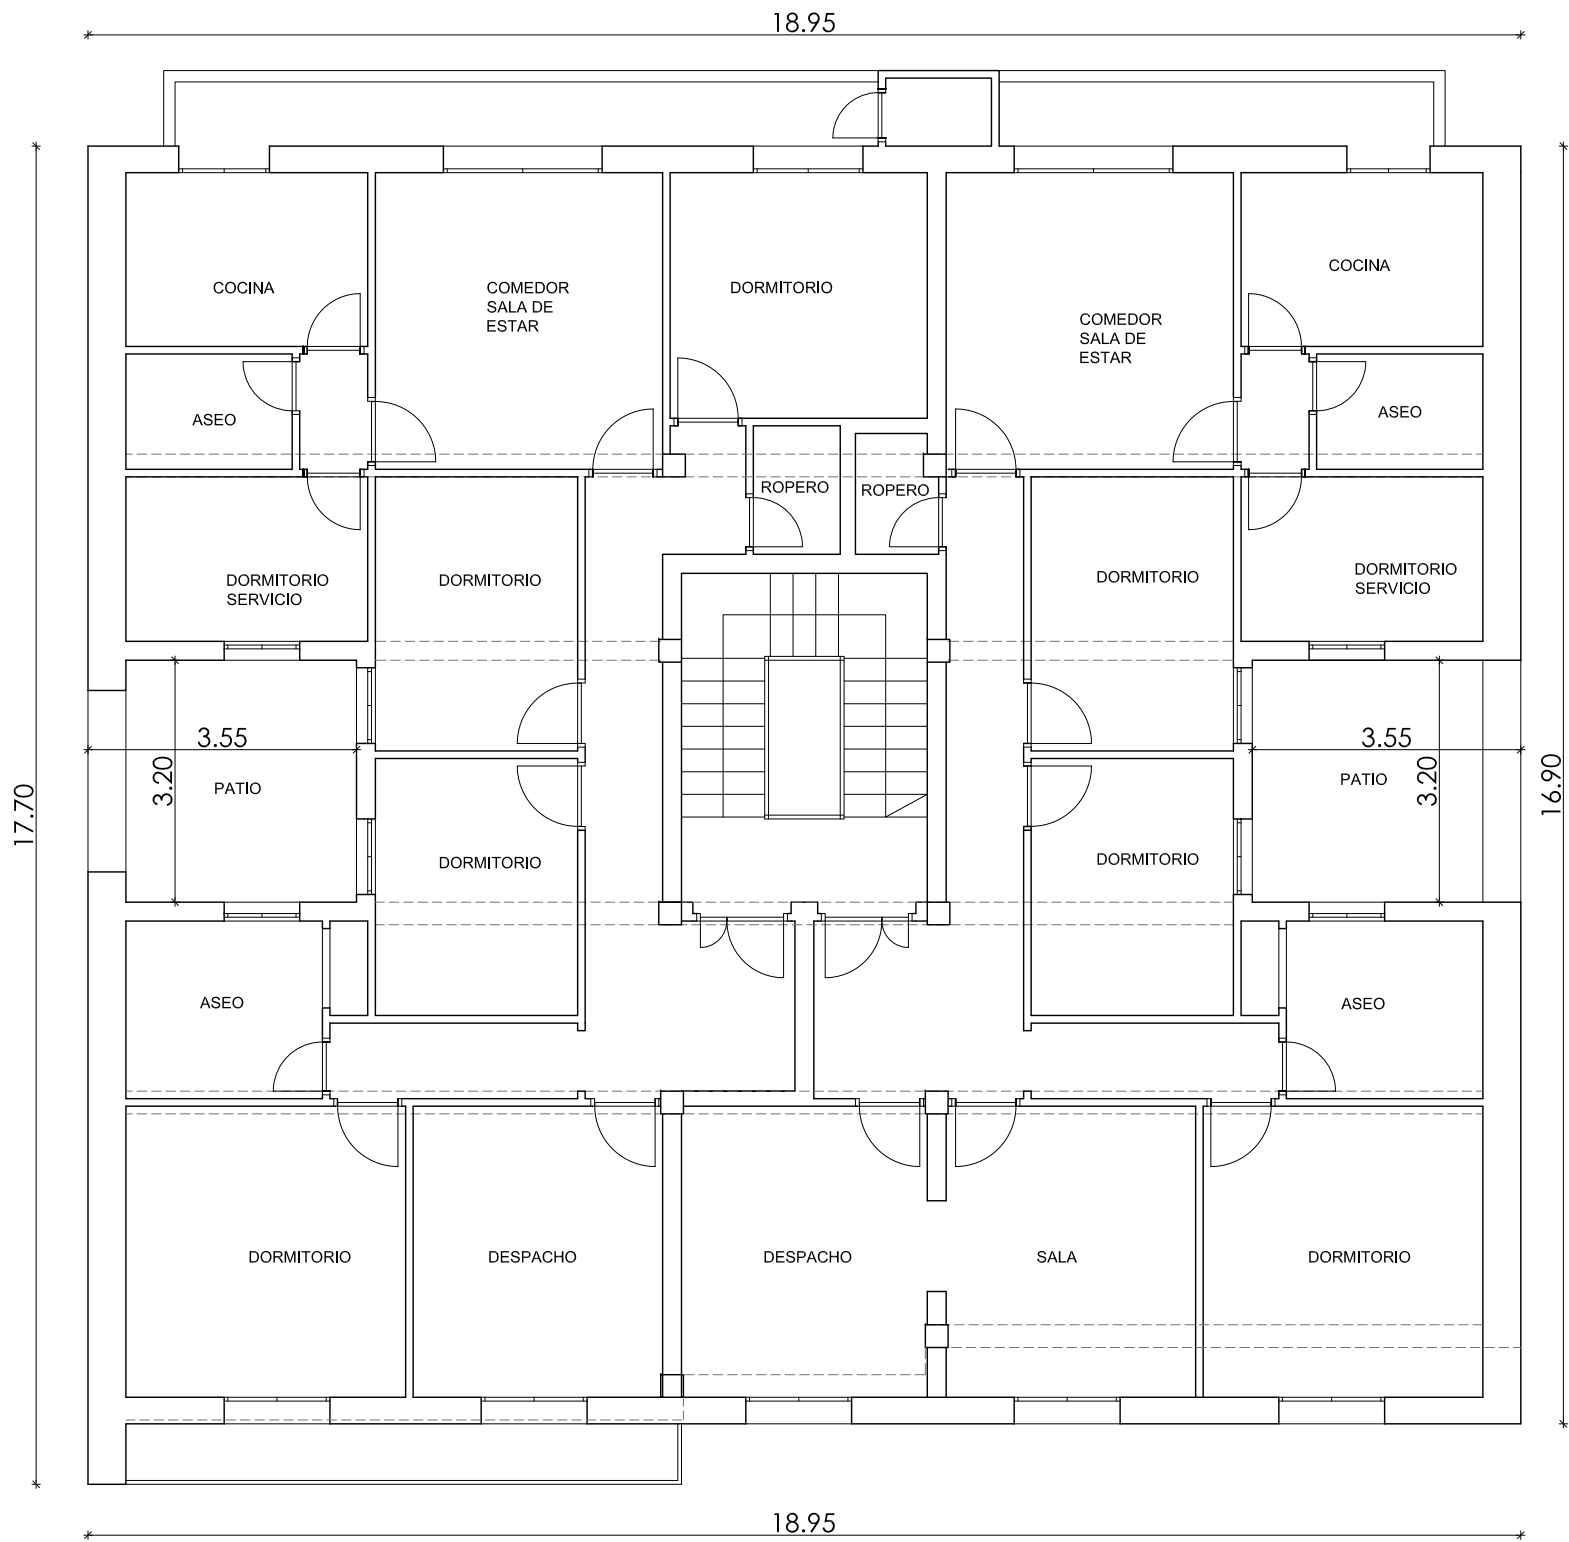 18.95
COCINA
COMEDOR
SALA DE
ESTAR
DORMITORIO
COMEDOR
SALA DE
ESTAR
COCINA
ASEO
ASEO
ROPERO
ROPERO
DORMITORIO
SERVICIO
DORMITORIO
DORMITORIO
DORMITORIO
SERVICIO
3.55
3.20
PATIO
17.70
3.55
3.20
PATIO
16.90
DORMITORIO
DORMITORIO
ASEO
ASEO
DORMITORIO
DESPACHO
DESPACHO
SALA
DORMITORIO
18.95